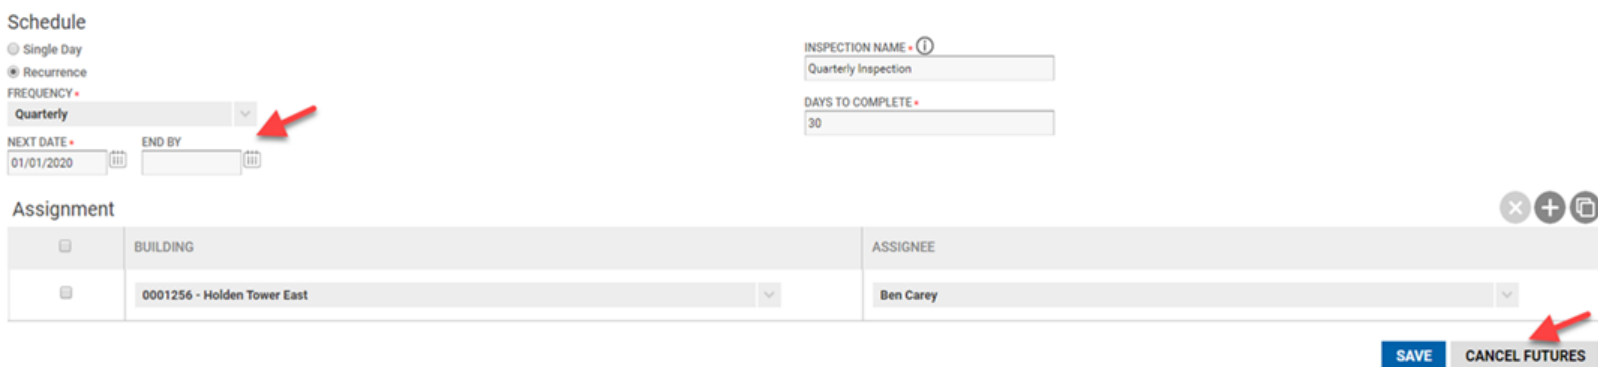 Schedule
Single Day
Recurrence
FREQUENCY •
Quarterly
NEXT DATE • END BY
01/01/2020
INSPECTION NAME •
Quarterly Inspection
DAYS TO COMPLETE •
30
Assignment
BUILDING ASSIGNEE
0001256 - Holden Tower East Ben Carey
SAVE CANCEL FUTURES